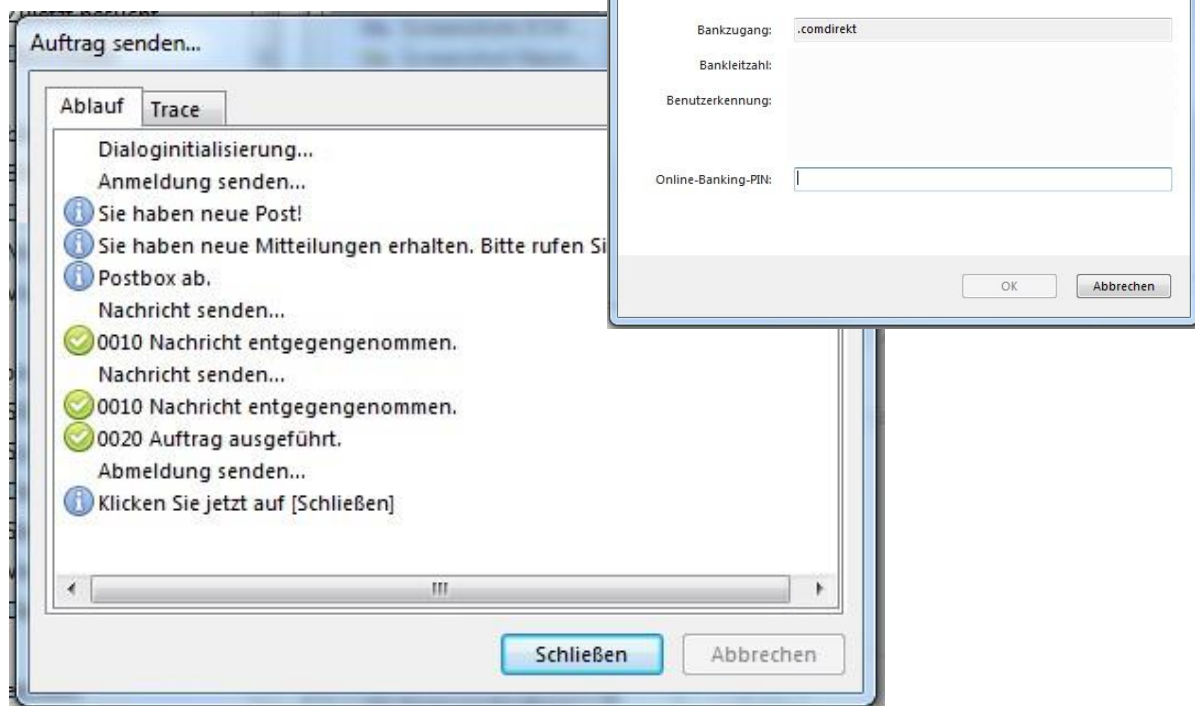 Auftrag senden...
Ablauf
Trace
Dialoginitialisierung...
Anmeldung senden...
Sie haben neue Post!
Sie haben neue Mitteilungen erhalten. Bitte rufen Si
Postbox ab.
Nachricht senden...
0010 Nachricht entgegengenommen.
Nachricht senden...
0010 Nachricht entgegengenommen.
0020 Auftrag ausgeführt.
Abmeldung senden...
Klicken Sie jetzt auf [Schließen]
Schließen
Abbrechen
Bankzugang: .comdirekt
Bankleitzahl:
Benutzerkennung:
Online-Banking-PIN:
OK
Abbrechen